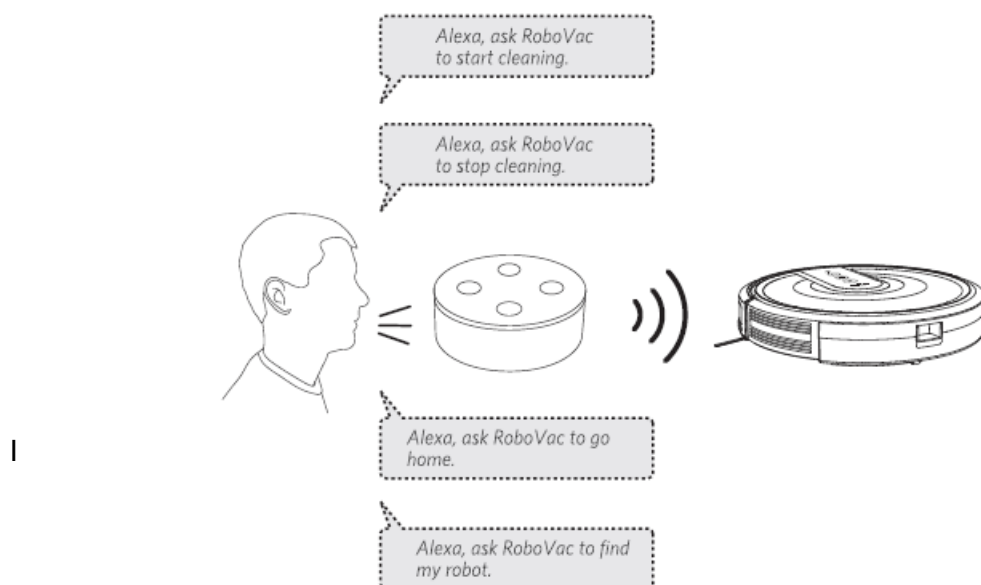 Alexa, ask RoboVac
to start cleaning.
Alexa, ask RoboVac
to stop cleaning.
Alexa, ask RoboVac to go
home.
Alexa, ask RoboVac to find
my robot.